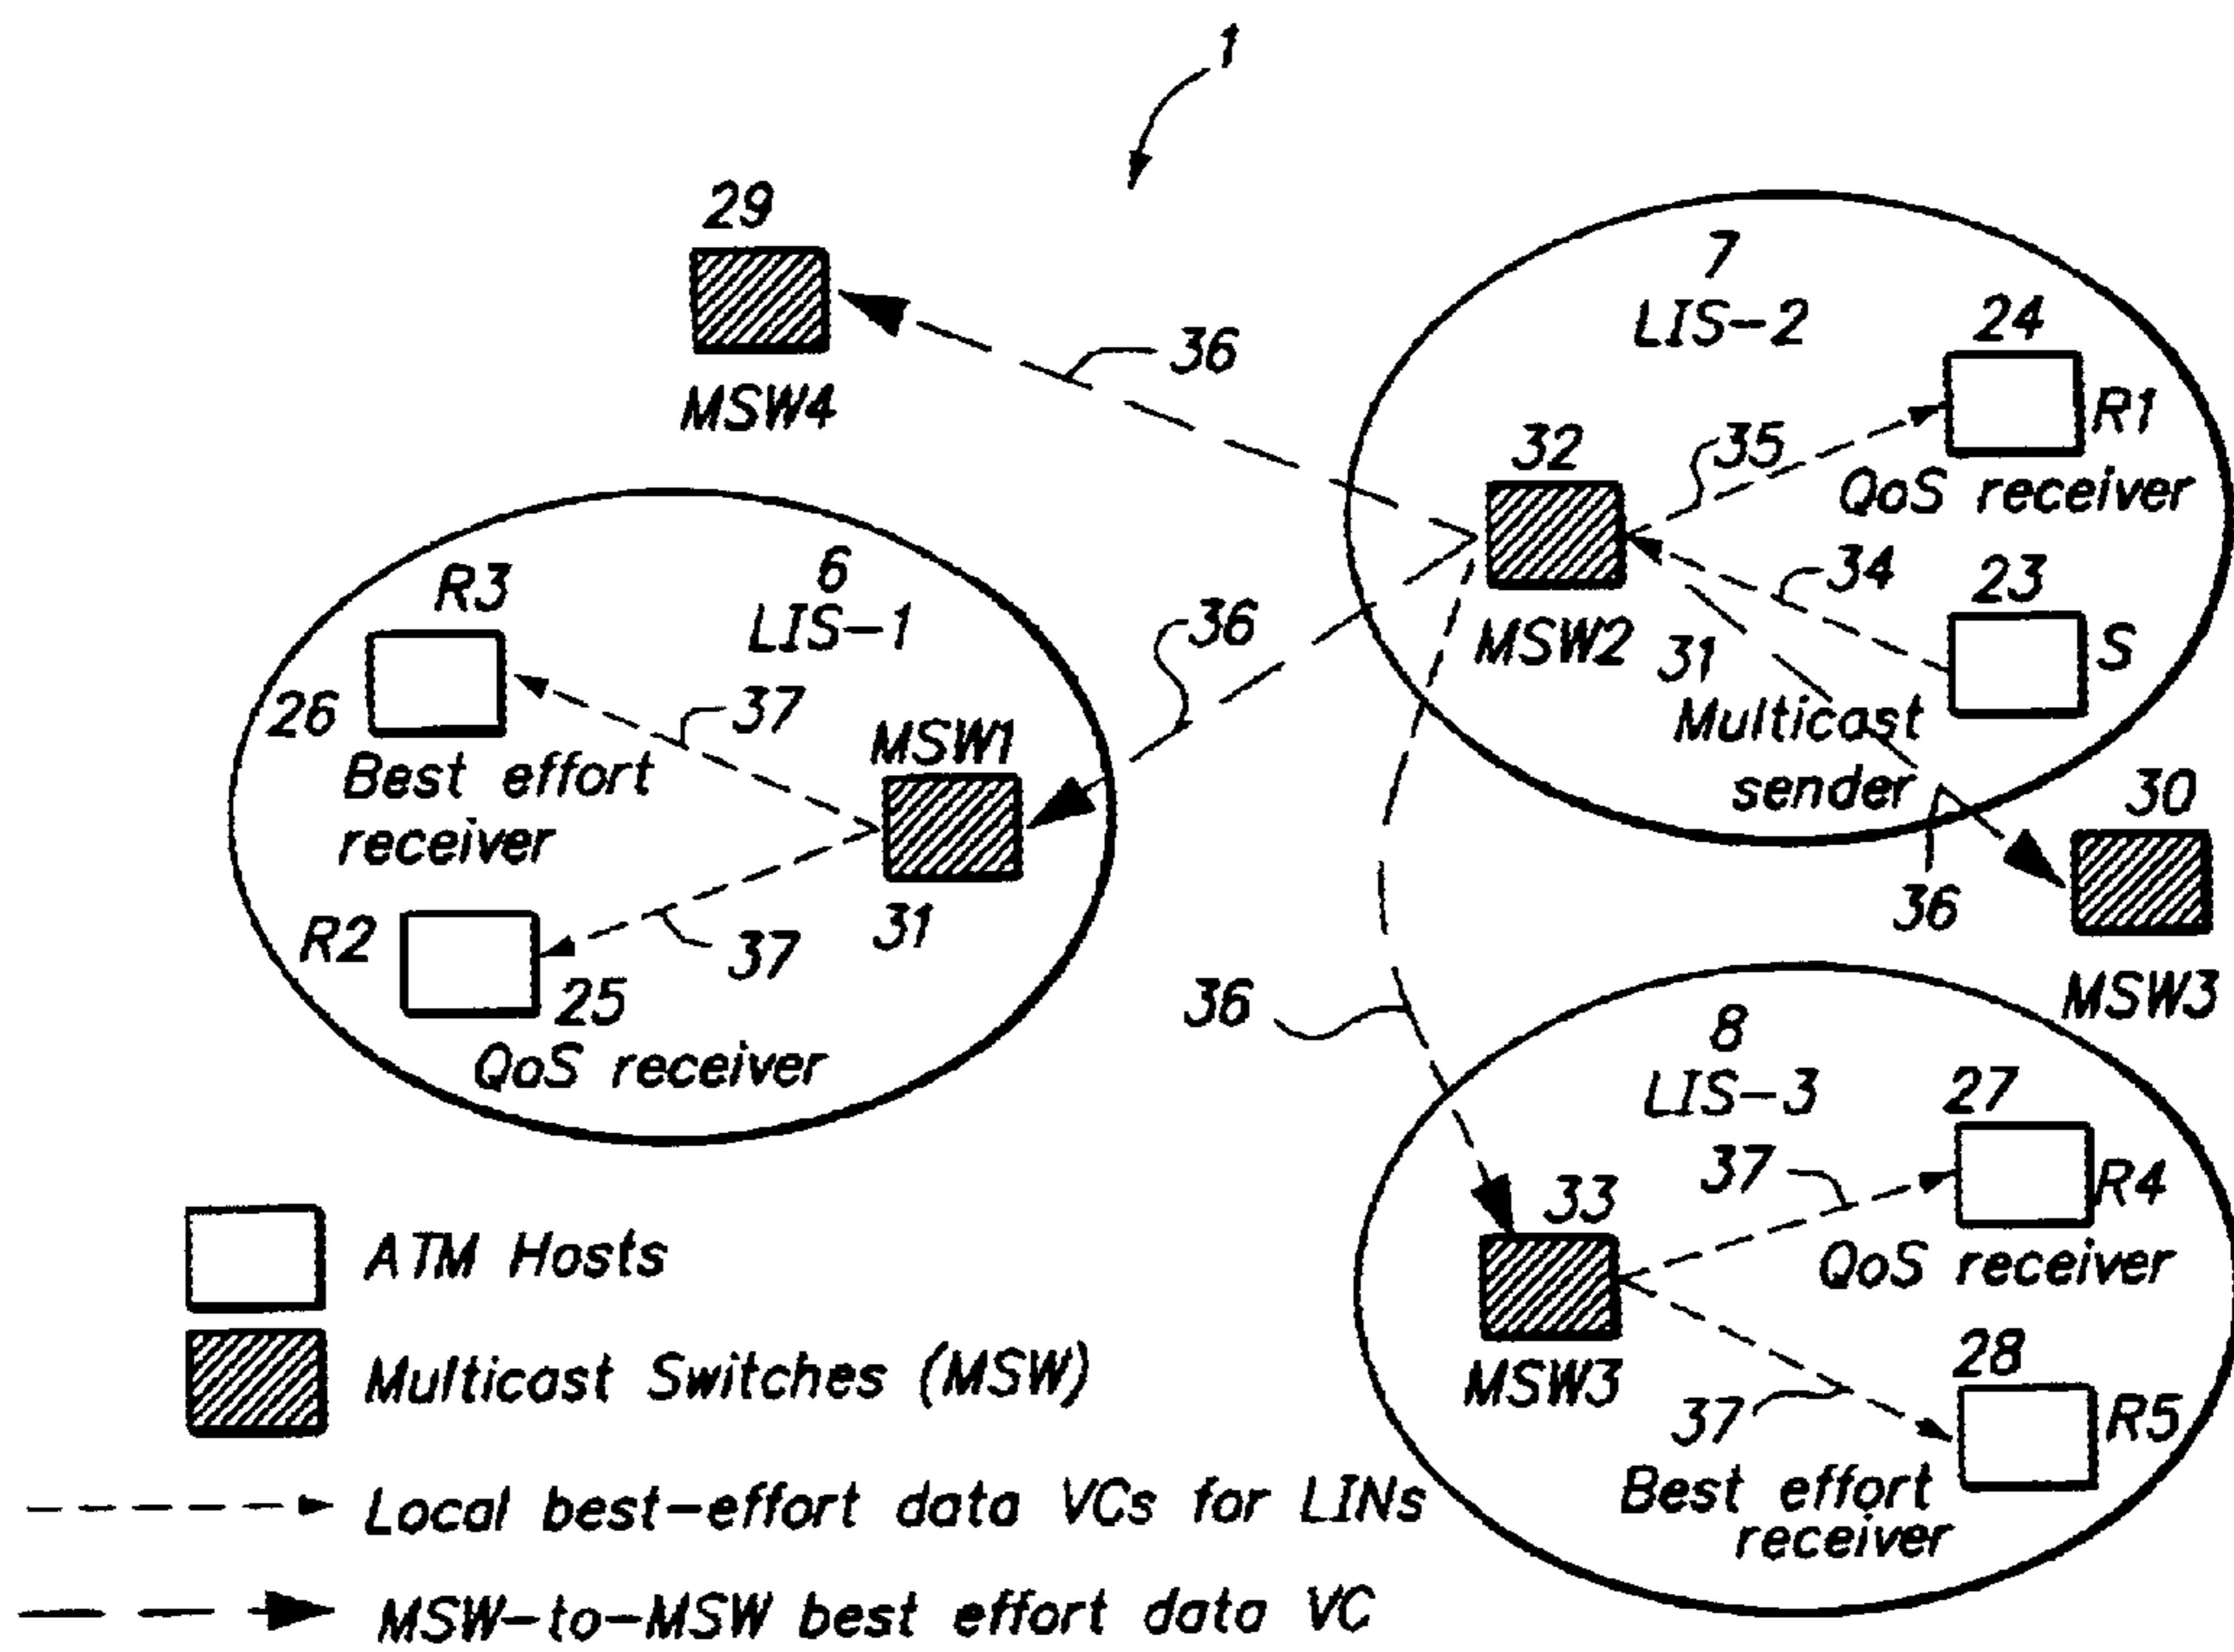 1
29
MSW4
36
7
LIS-2
24
R1
QoS receiver
35
32
MSW2
34
23
S
31
Multicast
sender
36
30
MSW3
6
LIS-1
R3
26
Best effort
receiver
37
MSW1
31
R2
25
37
QoS receiver
36
36
8
LIS-3
27
R4
QoS receiver
37
33
MSW3
28
R5
37
Best effort
receiver
ATM Hosts
Multicast Switches (MSW)
Local best-effort data VCs for LINs
MSW-to-MSW best effort data VC